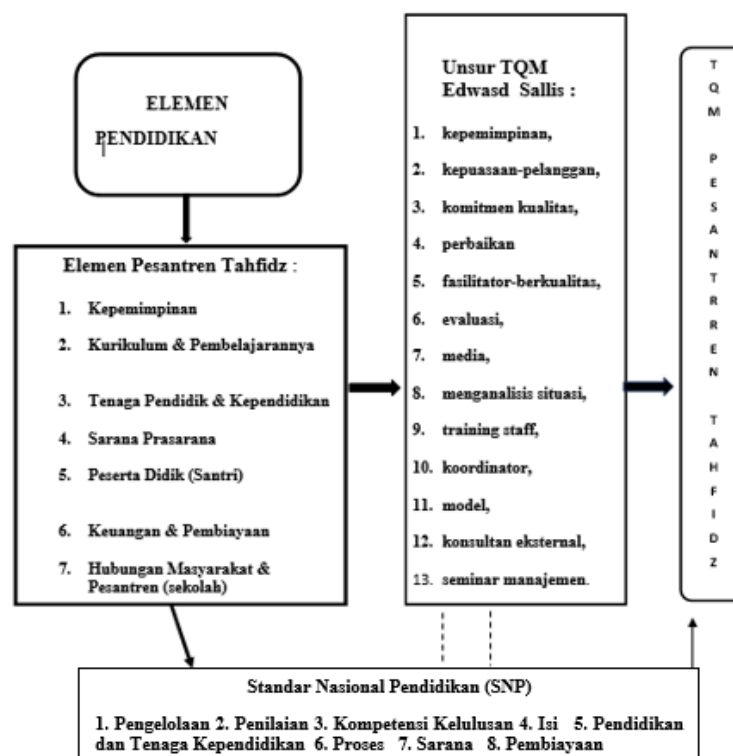 ELEMEN
PENDIDIKAN
Elemen Pesantren Tahfidz :
1. Kepemimpinan
2. Kurikulum & Pembelajarannya
3. Tenaga Pendidik & Kependidikan
4. Sarana Prasarana
5. Peserta Didik (Santri)
6. Keuangan & Pembiayaan
7. Hubungan Masyarakat &
Pesantren (sekolah)
Unsur TQM
Edwasd Sallis :
1. kepemimpinan,
2. kepuasaan-pelanggan,
3. komitmen kualitas,
4. perbaikan
5. fasilitator-berkualitas,
6. evaluasi,
7. media,
8. menganalisis situasi,
9. training staff,
10. koordinator,
11. model,
12. konsultan eksternal,
13. seminar manajemen.
TQM PESANTRREN TAHFIDZ
Standar Nasional Pendidikan (SNP)
1. Pengelolaan 2. Penilaian 3. Kompetensi Kelulusan 4. Isi 5. Pendidikan
dan Tenaga Kependidikan 6. Proses 7. Sarana 8. Pembiayaan